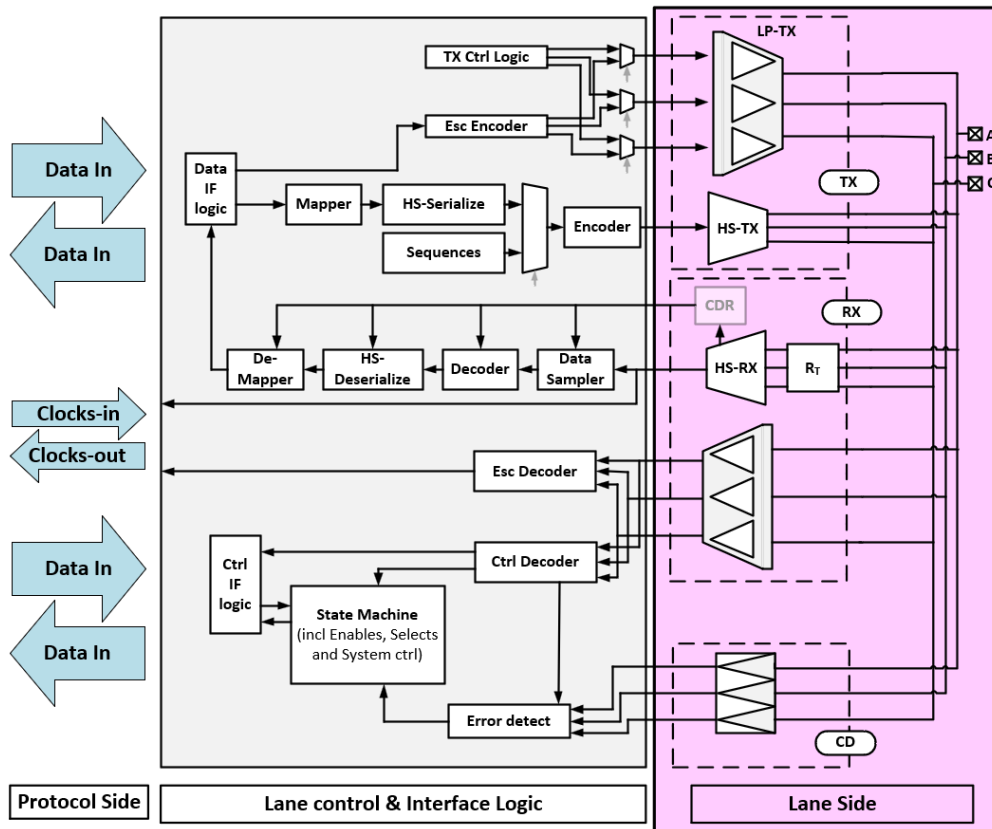 LP-TX
TX Ctrl Logic
Esc Encoder
A
B
Data In
Data
IF
logic
Mapper
HS-Serialize
Encoder
TX
HS-TX
Data In
Sequences
CDR
RX
De-
Mapper
HS-
Deserialize
Decoder
Data
Sampler
HS-RX
RT
Clocks-in
Clocks-out
Esc Decoder
Data In
Ctrl
IF
logic
Ctrl Decoder
State Machine
(incl Enables, Selects
and System ctrl)
Data In
Error detect
CD
Protocol Side
Lane control & Interface Logic
Lane Side